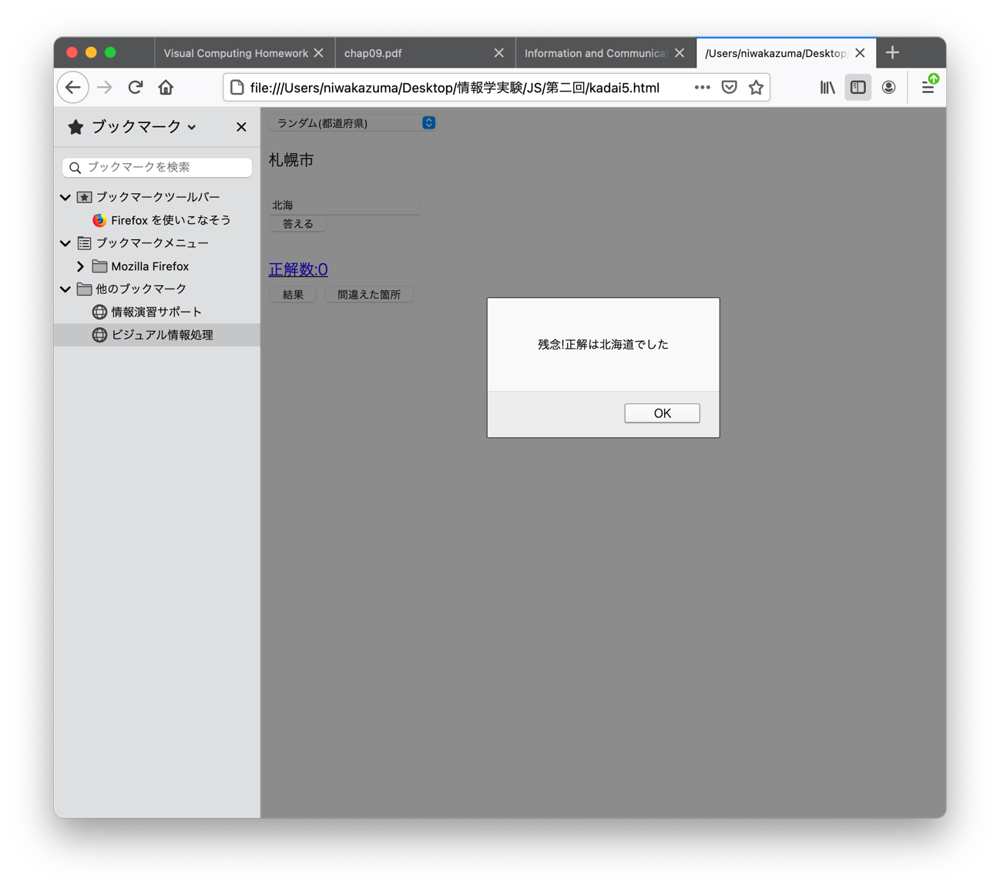 Visual Computing Homework
chap09.pdf
Information and Communicat
/Users/niwakazuma/Desktop/
file:///Users/niwakazuma/Desktop/情報学実験/JS/第二回/kadai5.html
ブックマーク
ブックマークを検索
ブックマークツールバー
Firefox を使いこなそう
ブックマークメニュー
Mozilla Firefox
他のブックマーク
情報演習サポート
ビジュアル情報処理
ランダム(都道府県)
札幌市
北海
答える
正解数:0
結果 間違えた箇所
残念!正解は北海道でした
OK